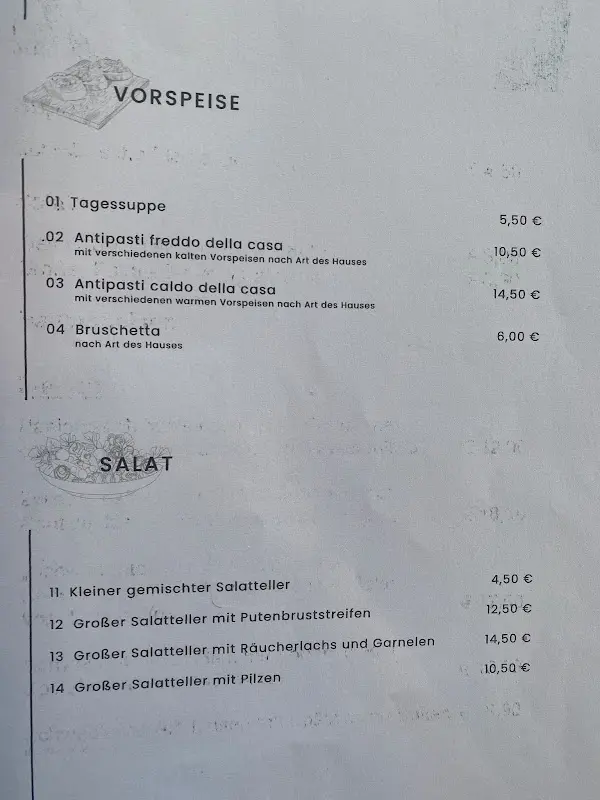 VORSPEISE
01 Tagessuppe 5,50 €
02 Antipasti freddo della casa 10,50 €
mit verschiedenen kalten Vorspeisen nach Art des Hauses
03 Antipasti caldo della casa 14,50 €
mit verschiedenen warmen Vorspeisen nach Art des Hauses
04 Bruschetta 6,00 €
nach Art des Hauses
SALAT
11 Kleiner gemischter Salatteller 4,50 €
12 Großer Salatteller mit Putenbruststreifen 12,50 €
13 Großer Salatteller mit Räucherlachs und Garnelen 14,50 €
14 Großer Salatteller mit Pilzen 10,50 €